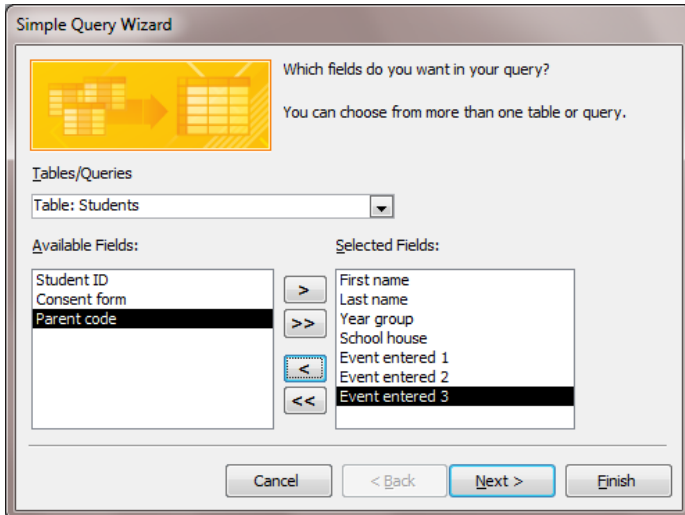 Simple Query Wizard
Which fields do you want in your query?
You can choose from more than one table or query.
Tables/Queries
Table: Students
Available Fields:
Student ID
Consent form
Parent code
>
>>
<
<<
Selected Fields:
First name
Last name
Year group
School house
Event entered 1
Event entered 2
Event entered 3
Cancel
< Back
Next >
Finish